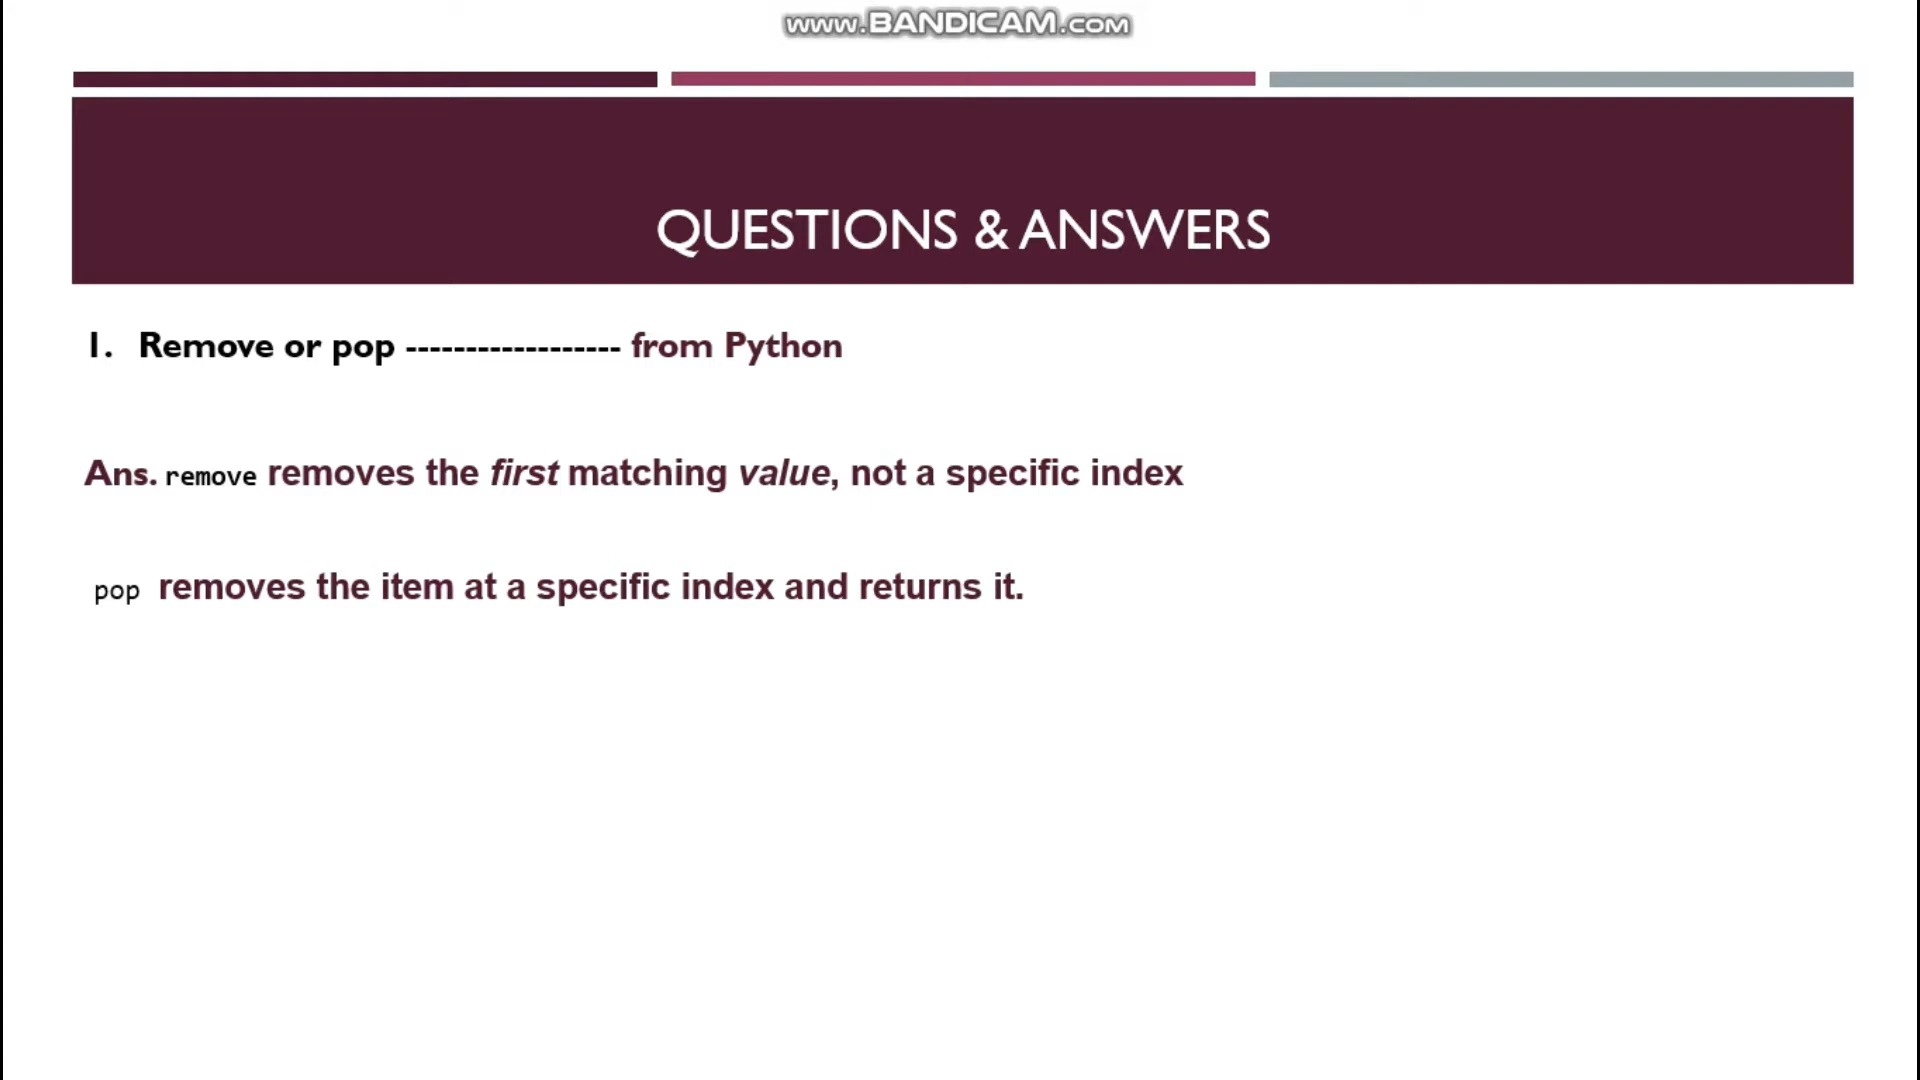 www.BANDICAM.com
QUESTIONS & ANSWERS
1. Remove or pop ------------------ from Python
Ans. remove removes the first matching value, not a specific index
pop removes the item at a specific index and returns it.